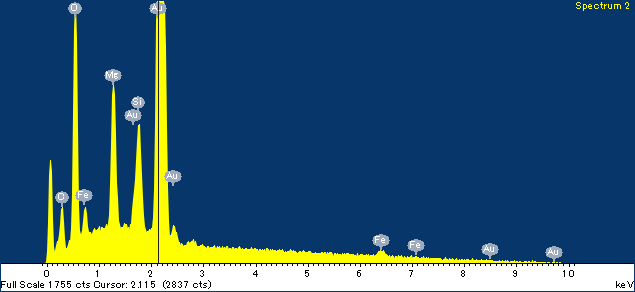 Spectrum 2
O
Au
Mg
Si
Au
Au
O
Fe
Fe
Fe
Au
Au
0 1 2 3 4 5 6 7 8 9 10
Full Scale 1755 cts Cursor: 2.115 (2837 cts) keV